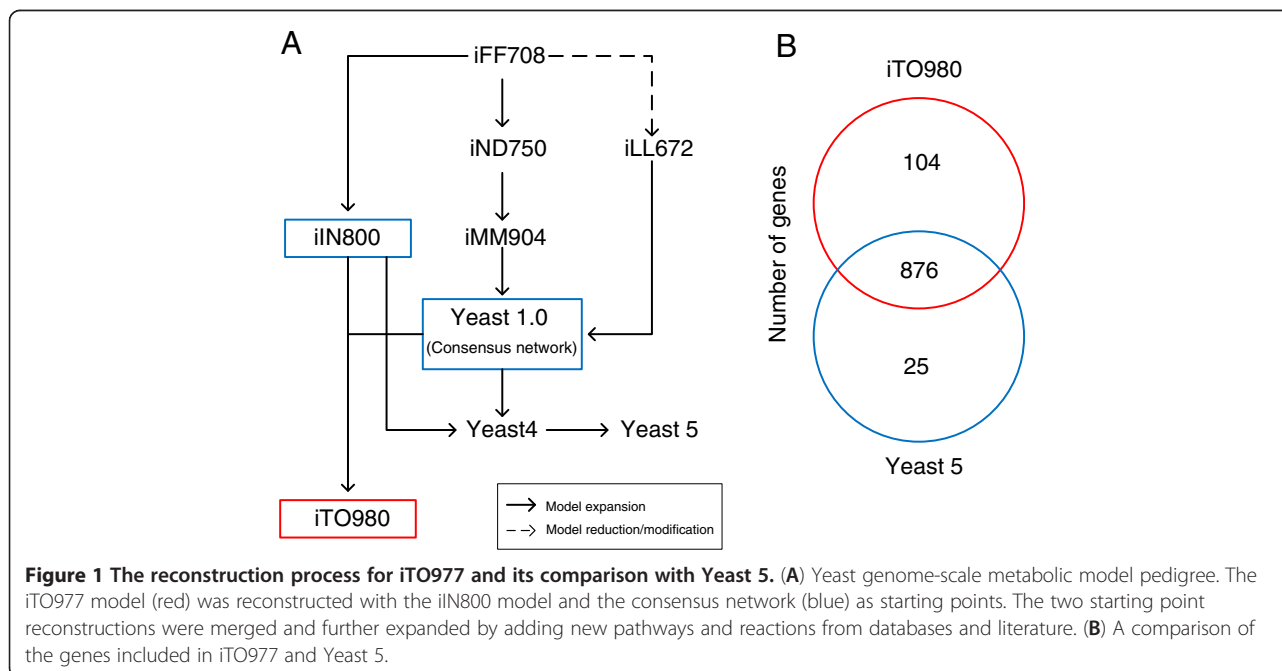 A
iFF708
iND750
iLL672
iIN800
iMM904
Yeast 1.0
(Consensus network)
Yeast4
Yeast 5
iTO980
Model expansion
Model reduction/modification
B
iTO980
Number of genes
104
876
25
Yeast 5
Figure 1 The reconstruction process for iTO977 and its comparison with Yeast 5. (A) Yeast genome-scale metabolic model pedigree. The
iTO977 model (red) was reconstructed with the iIN800 model and the consensus network (blue) as starting points. The two starting point
reconstructions were merged and further expanded by adding new pathways and reactions from databases and literature. (B) A comparison of
the genes included in iTO977 and Yeast 5.